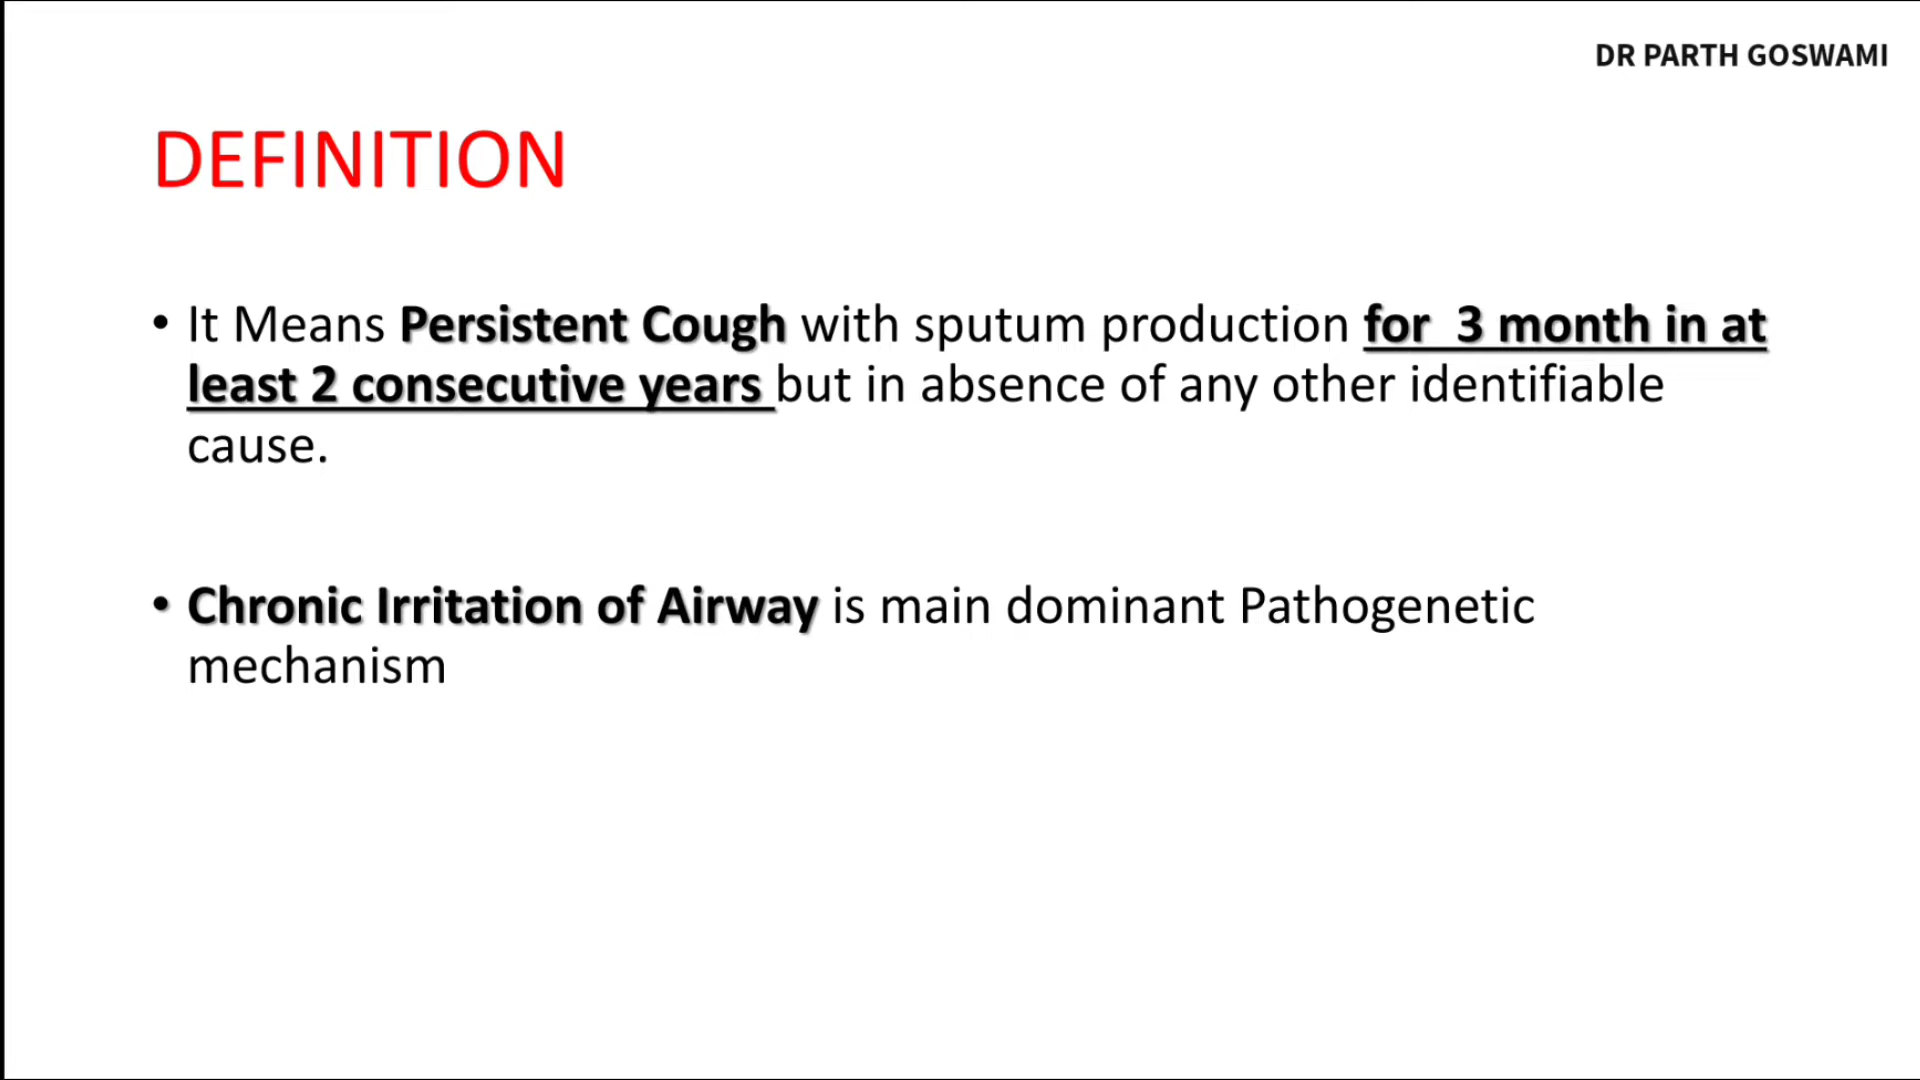 DR PARTH GOSWAMI
DEFINITION
• It Means Persistent Cough with sputum production for 3 month in at
least 2 consecutive years but in absence of any other identifiable
cause.
• Chronic Irritation of Airway is main dominant Pathogenetic
mechanism